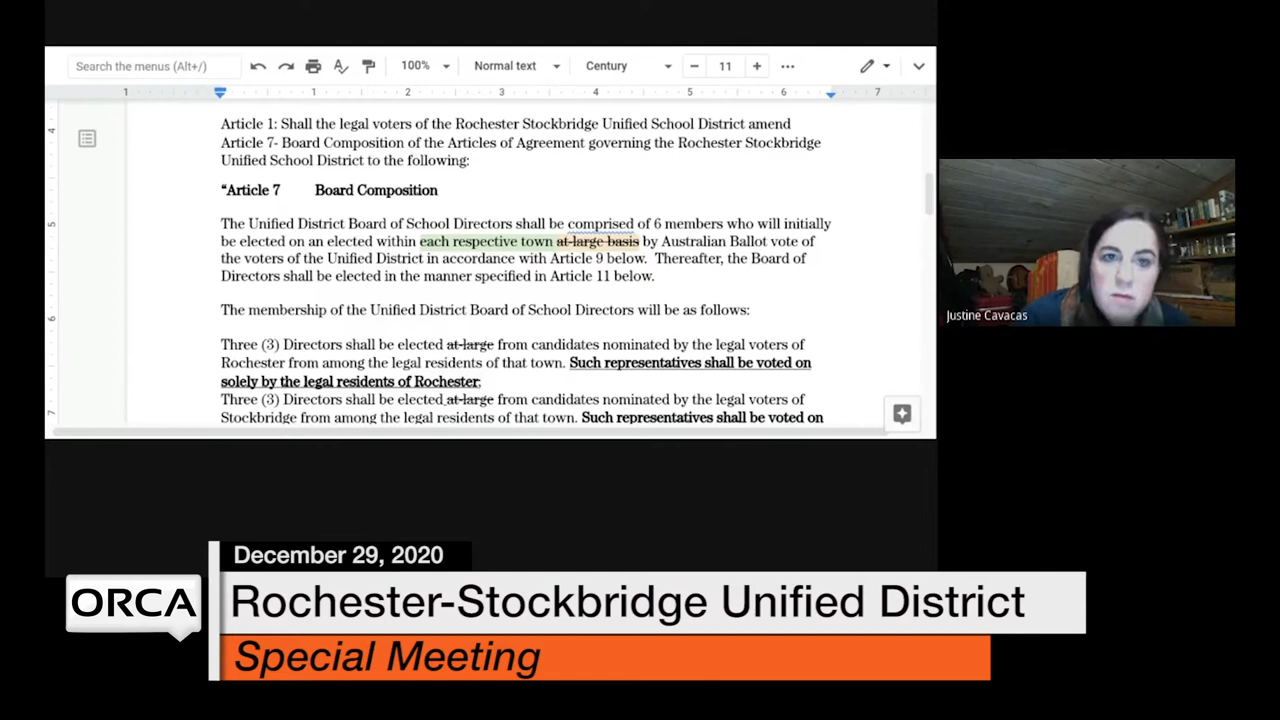 Search the menus (Alt+/)
100%
Normal text
Century
11
1 1 2 3 4 5 6 7
4
5
6
7
Article 1: Shall the legal voters of the Rochester Stockbridge Unified School District amend
Article 7- Board Composition of the Articles of Agreement governing the Rochester Stockbridge
Unified School District to the following:
“Article 7 Board Composition
The Unified District Board of School Directors shall be comprised of 6 members who will initially
be elected on an elected within each respective town at-large basis by Australian Ballot vote of
the voters of the Unified District in accordance with Article 9 below. Thereafter, the Board of
Directors shall be elected in the manner specified in Article 11 below.
The membership of the Unified District Board of School Directors will be as follows:
Three (3) Directors shall be elected at-large from candidates nominated by the legal voters of
Rochester from among the legal residents of that town. Such representatives shall be voted on
solely by the legal residents of Rochester;
Three (3) Directors shall be elected at-large from candidates nominated by the legal voters of
Stockbridge from among the legal residents of that town. Such representatives shall be voted on
Justine Cavacas
December 29, 2020
ORCA
Rochester-Stockbridge Unified District
Special Meeting